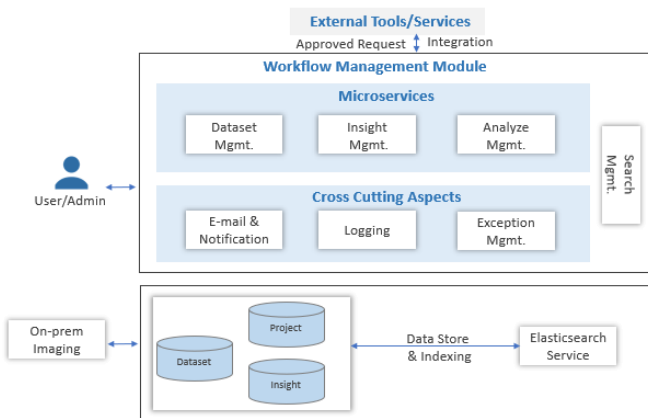 External Tools/Services
Approved Request
Integration
Workflow Management Module
Microservices
Dataset
Mgmt.
Insight
Mgmt.
Analyze
Mgmt.
Search
Mgmt.
User/Admin
Cross Cutting Aspects
E-mail &
Notification
Logging
Exception
Mgmt.
On-prem
Imaging
Dataset
Project
Insight
Data Store
& Indexing
Elasticsearch
Service